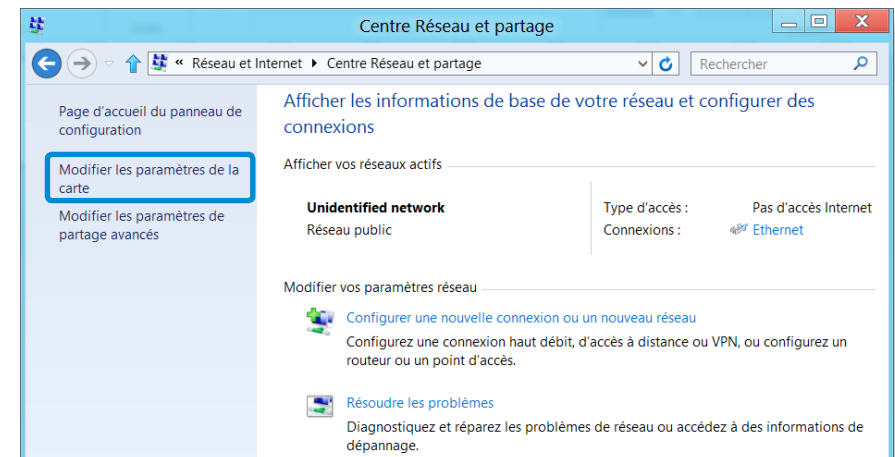 Centre Réseau et partage
« Réseau et Internet Centre Réseau et partage
Rechercher
Page d'accueil du panneau de
configuration
Modifier les paramètres de la
carte
Modifier les paramètres de
partage avancés
Afficher les informations de base de votre réseau et configurer des
connexions
Afficher vos réseaux actifs
Unidentified network
Réseau public
Type d'accès : Pas d'accès Internet
Connexions : Ethernet
Modifier vos paramètres réseau
Configurer une nouvelle connexion ou un nouveau réseau
Configurez une connexion haut débit, d'accès à distance ou VPN, ou configurez un
routeur ou un point d'accès.
Résoudre les problèmes
Diagnostiquez et réparez les problèmes de réseau ou accédez à des informations de
dépannage.